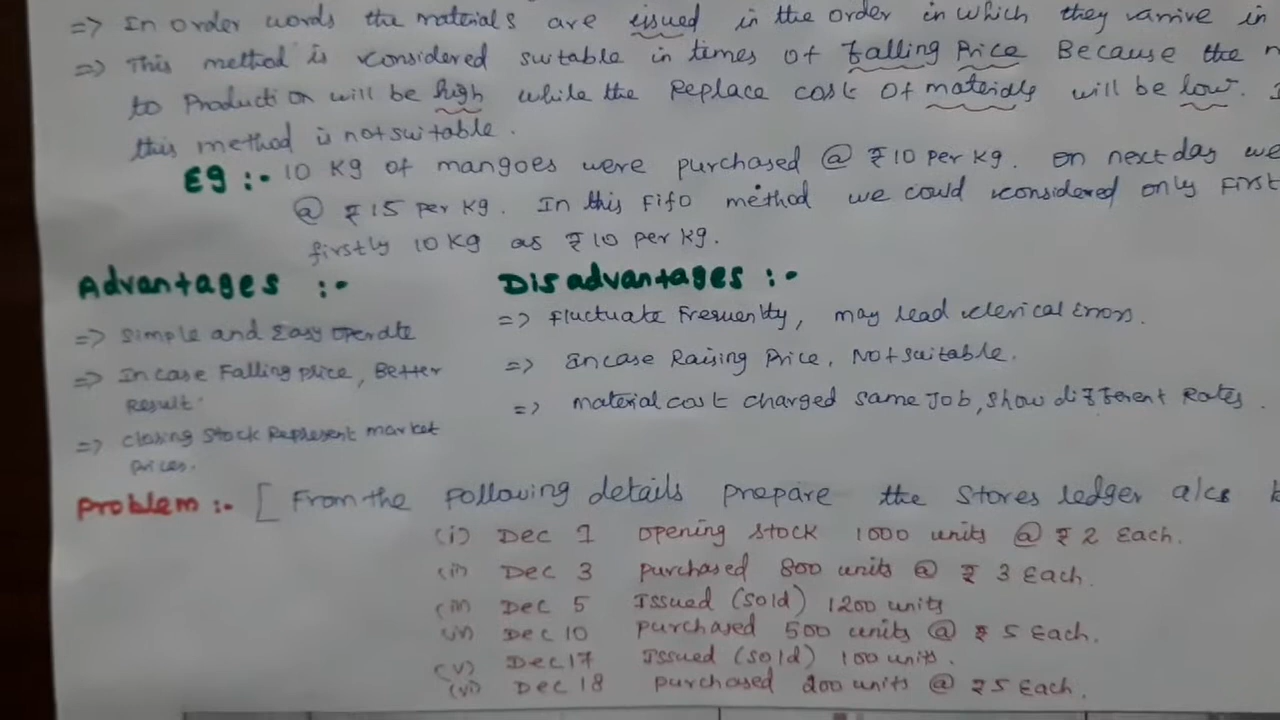 => In order words the materials are issued in the order in which they varrive in
=> This method is considered suitable in times of falling Price Because the
to Production will be high while the Replace cost of materials will be low.
this method is not suitable.
Eg :- 10 Kg of mangoes were purchased @ ₹10 Per Kg. on next day we
@ ₹15 per Kg. In this Fifo method we could considered only First
firstly 10 Kg as ₹10 per Kg.
Advantages :-
=> Simple and Easy operate
=> In case Falling price, Better
Result.
=> Closing Stock Represent market
prices.
Disadvantages :-
=> fluctuate Frequently, may lead clerical Errors.
=> Incase Raising Price, Not suitable.
=> material cost charged same Job, show different Rates.
Problem :- [ From the following details prepare the Stores ledger a/cs
(i) Dec 1 opening stock 1000 units @ ₹ 2 Each.
(ii) Dec 3 purchased 800 units @ ₹ 3 Each.
(iii) Dec 5 Issued (sold) 1200 units
(iv) Dec 10 purchased 500 units @ ₹ 5 Each.
(v) Dec 17 Issued (sold) 100 units.
(vi) Dec 18 purchased 200 units @ ₹5 Each.